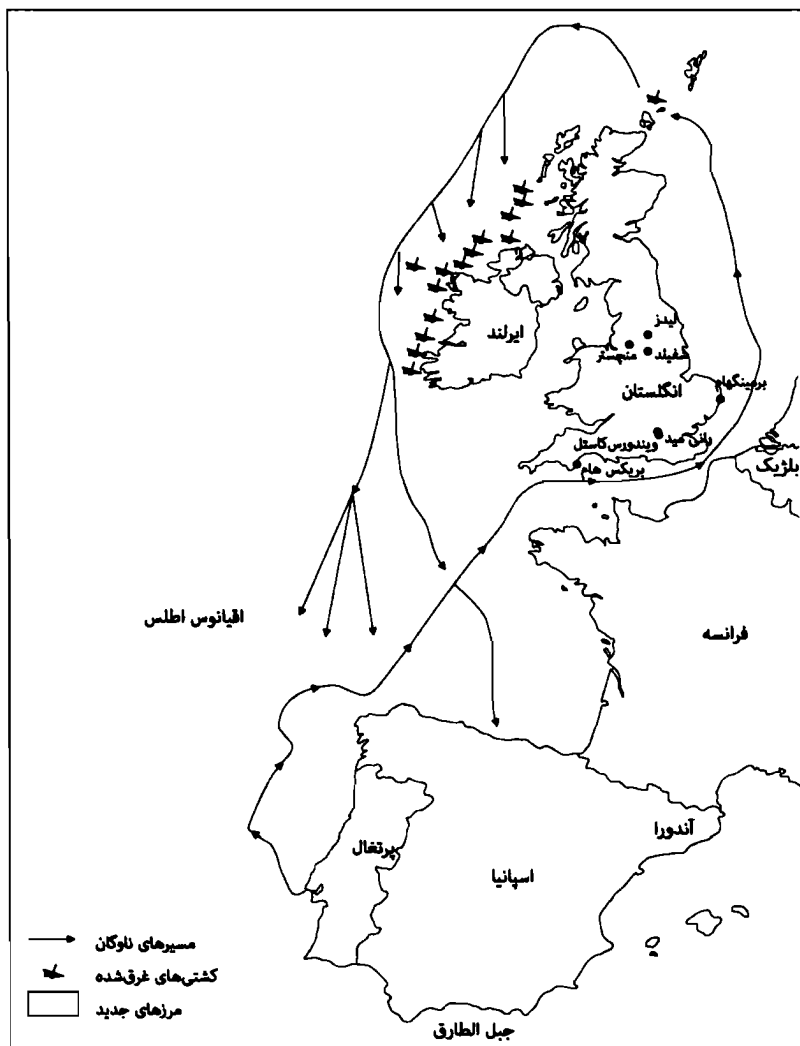 ایرلند
لیدز
منچستر
شفیلد
برمینگهام
انگلستان
رانی مید
ویندورس‌کاستل
بریکس هام
بلژیک
اقیانوس اطلس
فرانسه
آندورا
پرتغال
اسپانیا
مسیرهای ناوگان
کشتی‌های غرق‌شده
مرزهای جدید
جبل الطارق